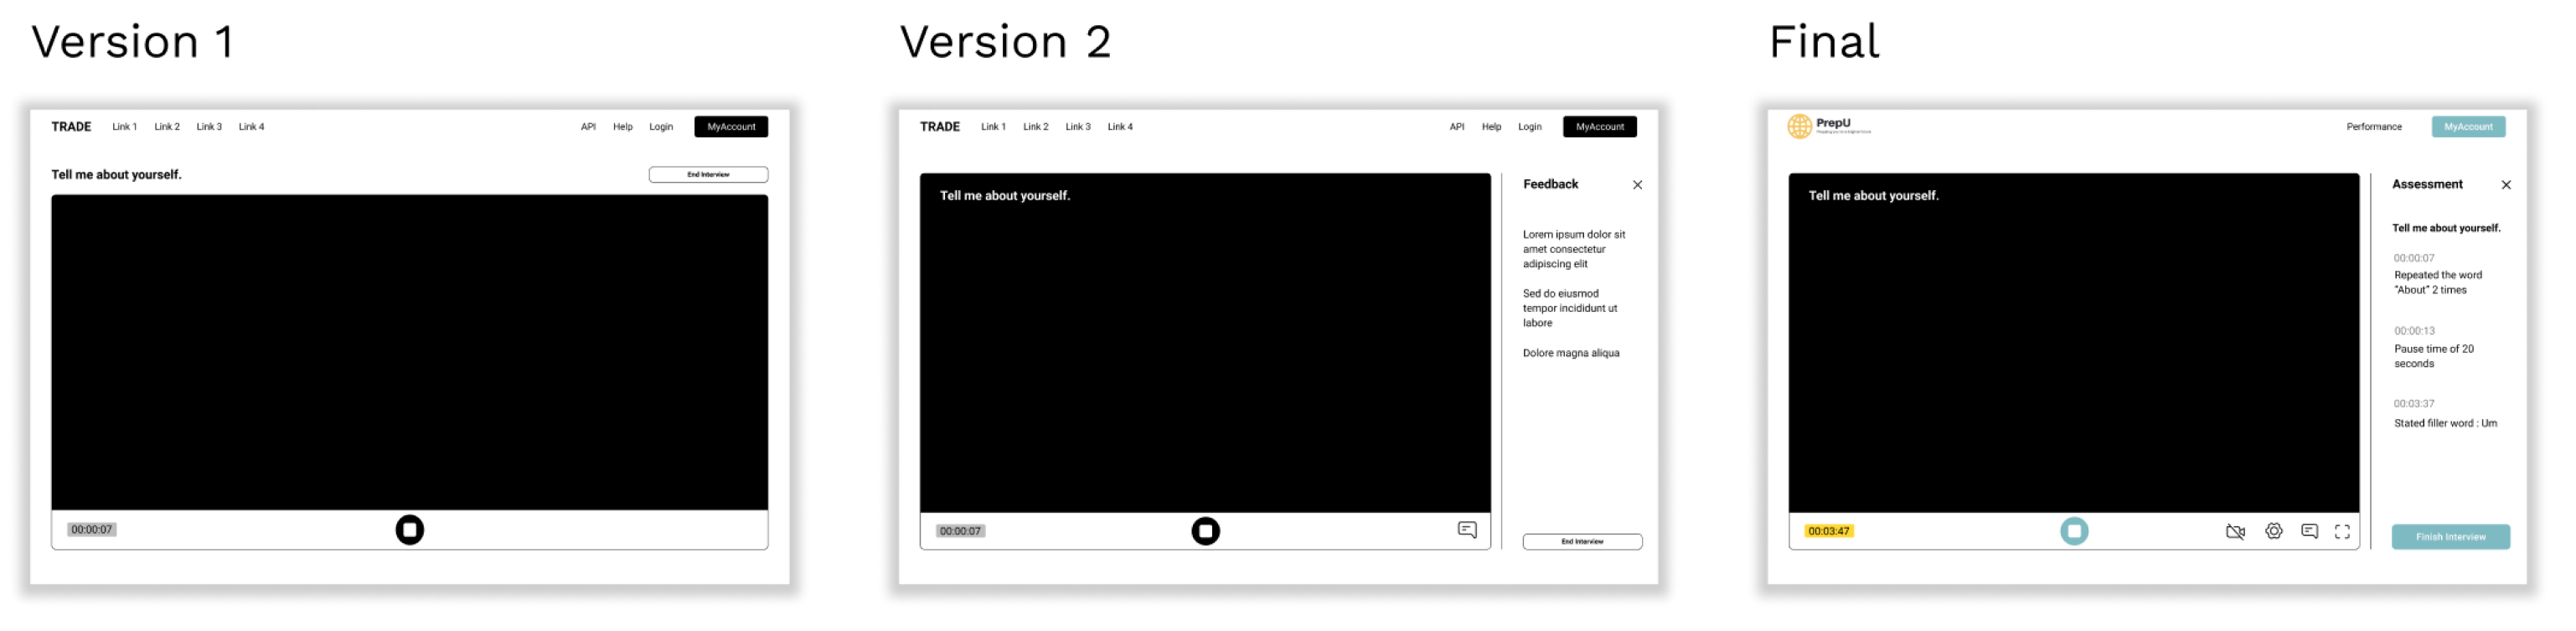 Version 1
TRADE Link 1 Link 2 Link 3 Link 4 API Help Login MyAccount
Tell me about yourself. End Interview
00:00:07
Version 2
TRADE Link 1 Link 2 Link 3 Link 4 API Help Login MyAccount
Tell me about yourself.
00:00:07
Feedback
Lorem ipsum dolor sit
amet consectetur
adipiscing elit
Sed do eiusmod
tempor incididunt ut
labore
Dolore magna aliqua
End Interview
Final
PrepU
Performance MyAccount
Tell me about yourself.
00:03:47
Assessment
Tell me about yourself.
00:00:07
Repeated the word
"About" 2 times
00:00:13
Pause time of 20
seconds
00:03:37
Stated filler word : Um
Finish Interview